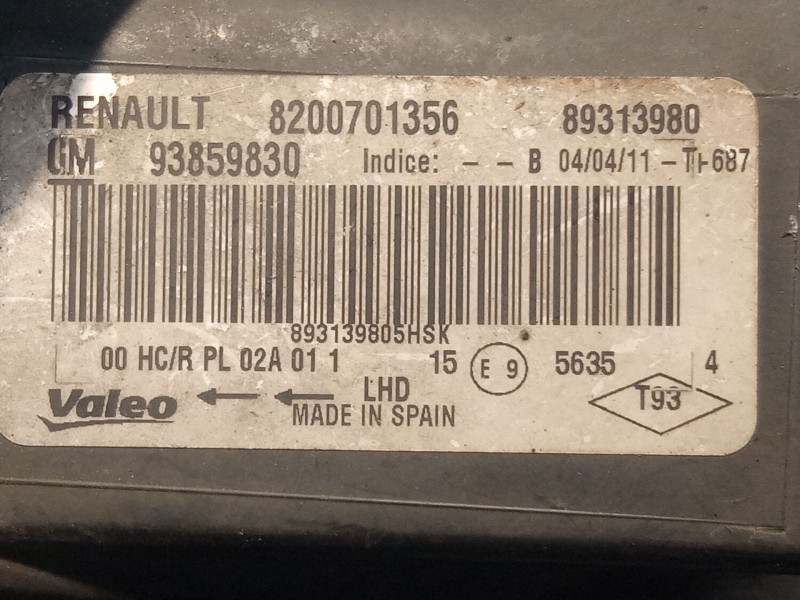 RENAULT 8200701356 89313980
GM 93859830 Indice: - - B 04/04/11 -TI-687
893139805HSK
00 HC/R PL 02A 01 1 15 E 9 5635 4
Valeo LHD T93
MADE IN SPAIN